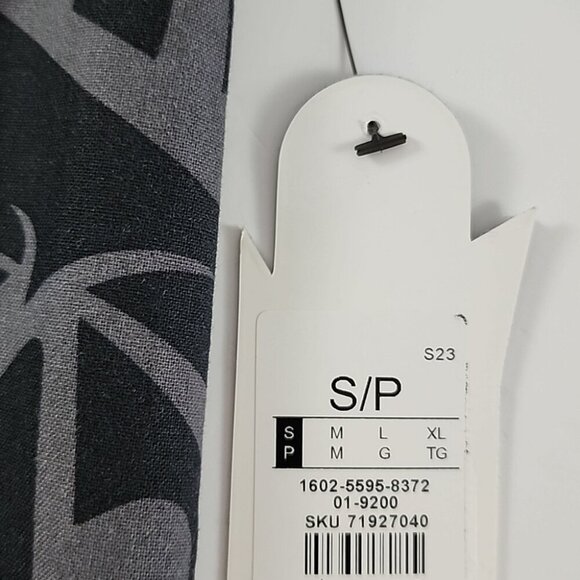 S23
S/P
S M L XL
P M G TG
1602-5595-8372
01-9200
SKU 71927040